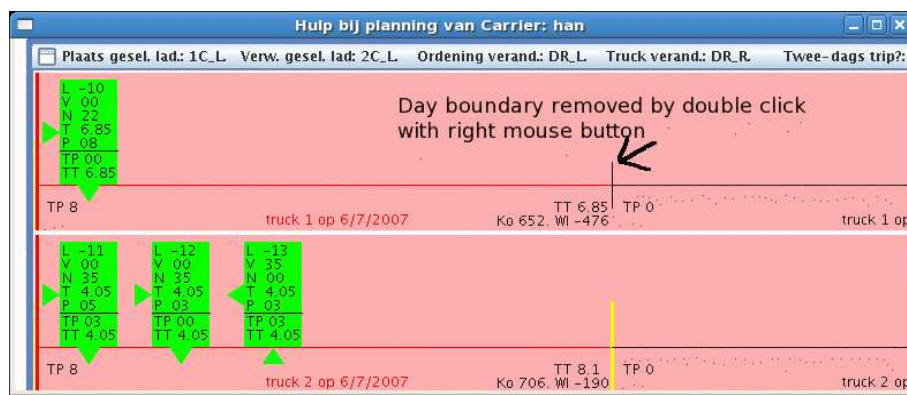 Hulp bij planning van Carrier: han
Plaats gesel. lad.: 1C_L. Verw. gesel. lad: 2C_L. Ordening verand.: DR_L. Truck verand.: DR_R. Twee-dags trip?:
L -10
V 00
N 22
T 6.85
P 08
TP 00
TT 6.85
Day boundary removed by double click
with right mouse button
TP 8
TT 6.85
TP 0
truck 1 op 6/7/2007
Ko 652. WI -476
truck 1 op
L -11
V 00
N 35
T 4.05
P 05
TP 03
TT 4.05
L -12
V 00
N 35
T 4.05
P 03
TP 00
TT 4.05
L -13
V 35
N 00
T 4.05
P 03
TP 03
TT 4.05
TP 8
TT 8.1
TP 0
truck 2 op 6/7/2007
Ko 706. WI -190
truck 2 op